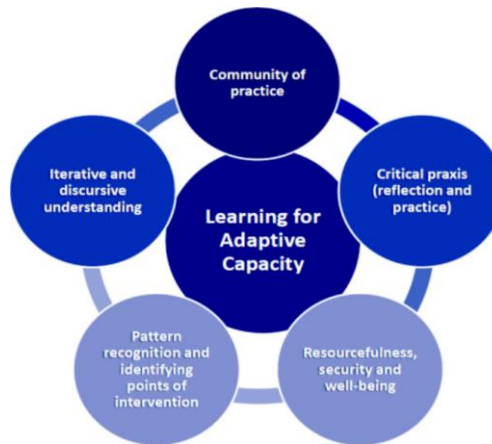 Community of
practice
Iterative and
discursive
understanding
Critical praxis
(reflection and
practice)
Learning for
Adaptive
Capacity
Pattern
recognition and
identifying
points of
intervention
Resourcefulness,
security and
well-being